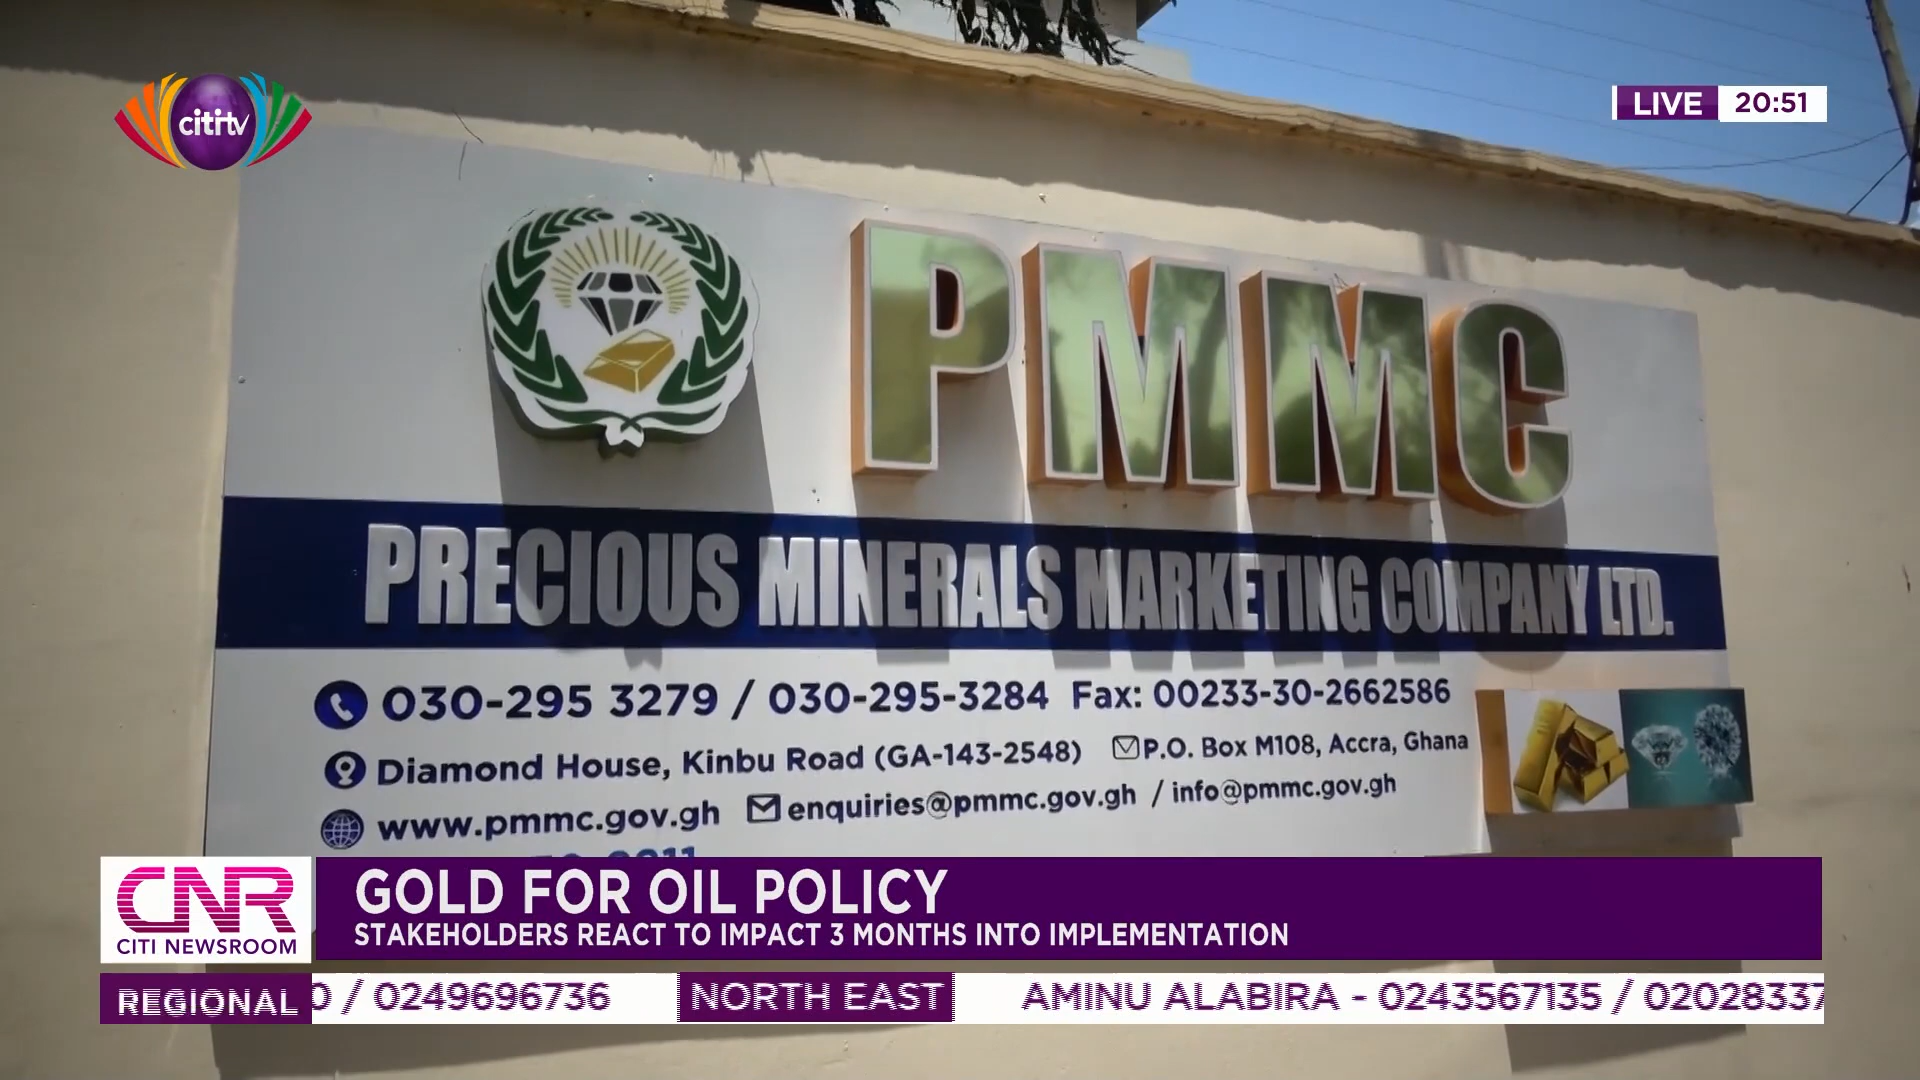 citi tv
LIVE 20:51
PMMC
PRECIOUS MINERALS MARKETING COMPANY LTD.
030-295 3279 / 030-295-3284 Fax: 00233-30-2662586
Diamond House, Kinbu Road (GA-143-2548) P.O. Box M108, Accra, Ghana
www.pmmc.gov.gh enquiries@pmmc.gov.gh / info@pmmc.gov.gh
CNR
CITI NEWSROOM
GOLD FOR OIL POLICY
STAKEHOLDERS REACT TO IMPACT 3 MONTHS INTO IMPLEMENTATION
REGIONAL 0 / 0249696736 NORTH EAST AMINU ALABIRA - 0243567135 / 02028337